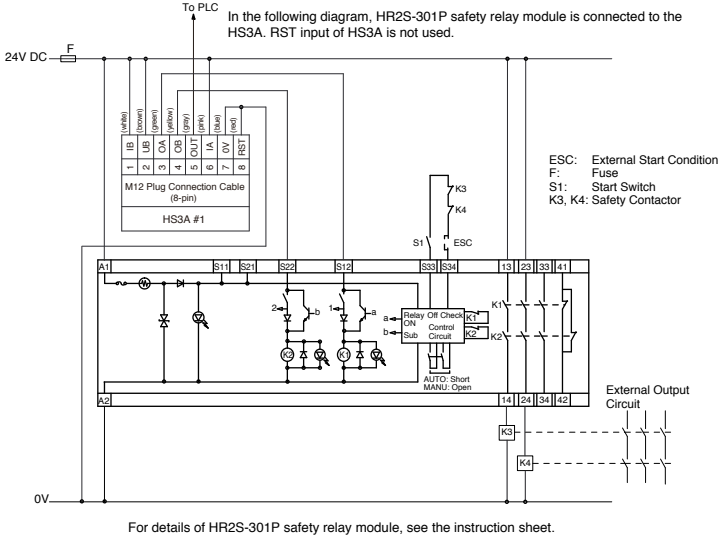 To PLC
In the following diagram, HR2S-301P safety relay module is connected to the
HS3A. RST input of HS3A is not used.
24V DC
F
(white)
(brown)
(green)
(yellow)
(gray)
(pink)
(blue)
(red)
IB
UB
OA
OB
OUT
IA
0V
RST
1
2
3
4
5
6
7
8
M12 Plug Connection Cable
(8-pin)
HS3A #1
ESC: External Start Condition
F: Fuse
S1: Start Switch
K3, K4: Safety Contactor
K3
K4
S1
ESC
A1
S11
S21
S22
S12
S33
S34
13
23
33
41
2
b
1
a
a
b
Relay ON
Off Check
Sub
Control Circuit
K1
K2
K1
K2
K2
K1
AUTO: Short
MANU: Open
A2
14
24
34
42
External Output
Circuit
K3
K4
0V
For details of HR2S-301P safety relay module, see the instruction sheet.